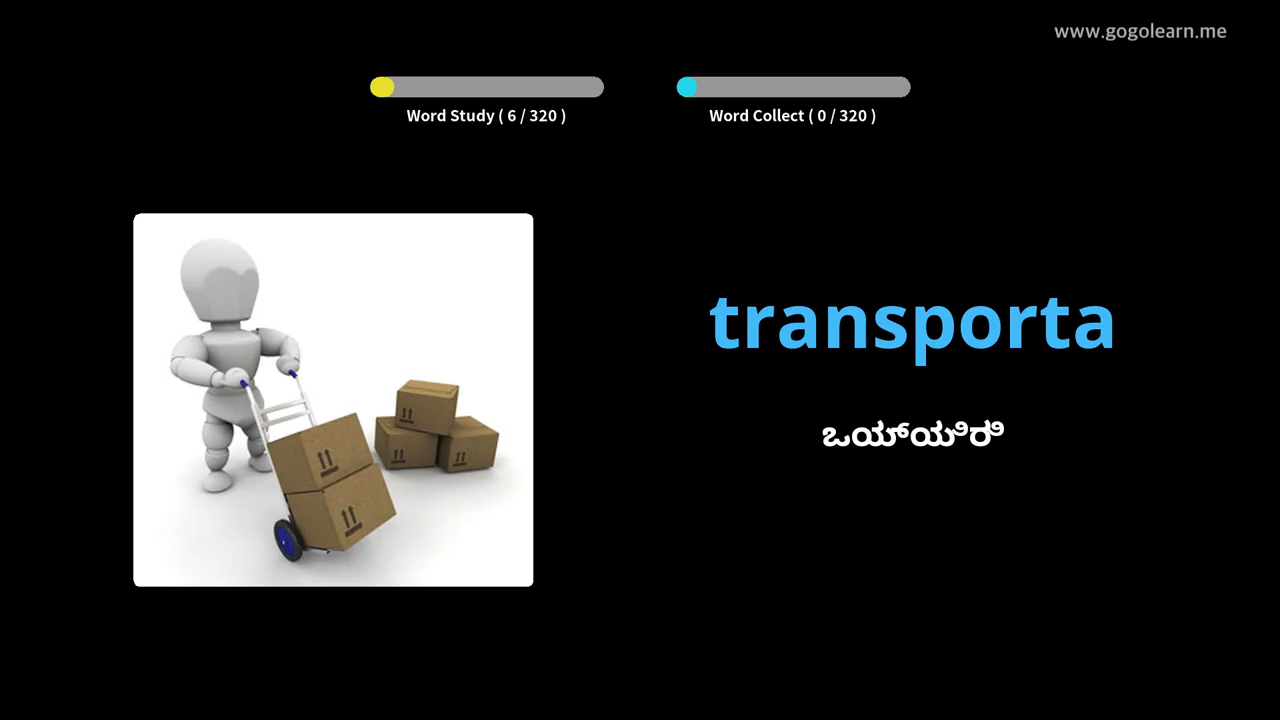 www.gogolearn.me
Word Study ( 6 / 320 )
Word Collect ( 0 / 320 )
transporta
ಒಯ್ಯಿರಿ